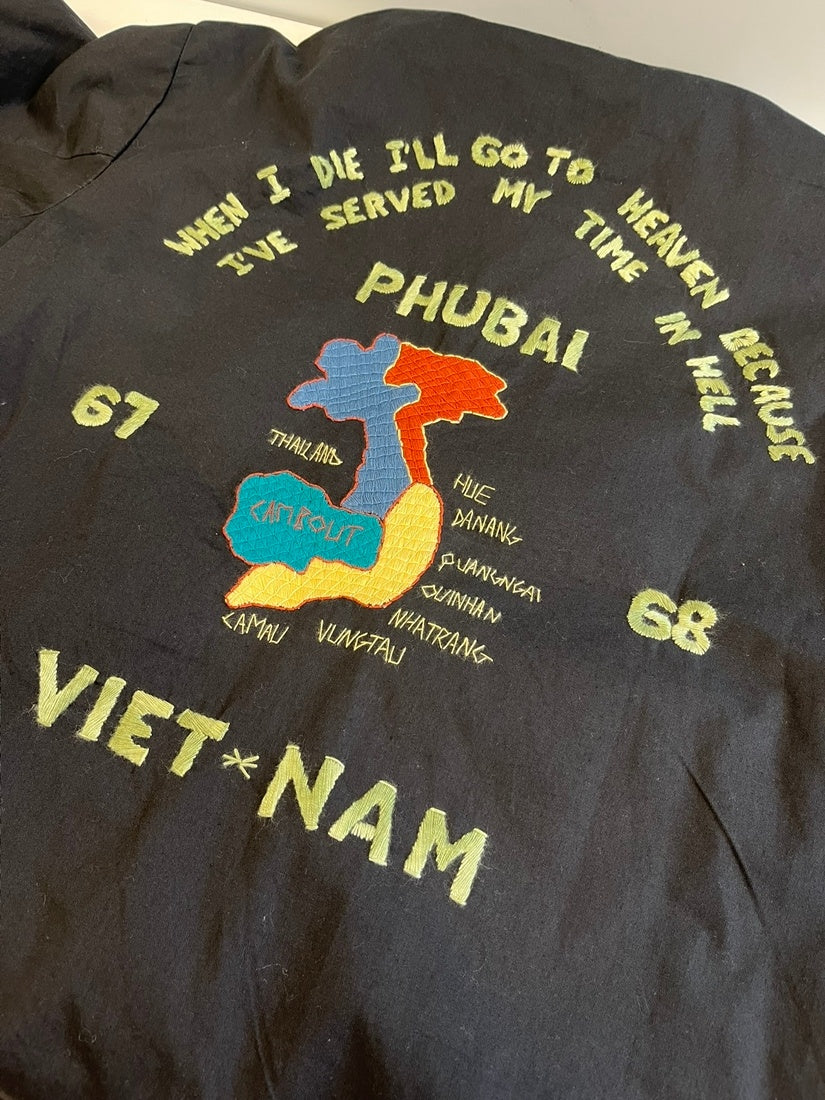 WHEN I DIE I'LL GO TO HEAVEN BECAUSE
I'VE SERVED MY TIME IN HELL
PHUBAI
67
THAILAND
HUE
DANANG
CAMBOUT
QUANGNGAI
QUINHAN
NHATRANG
CAMAU
VUNGTAU
68
VIET*NAM